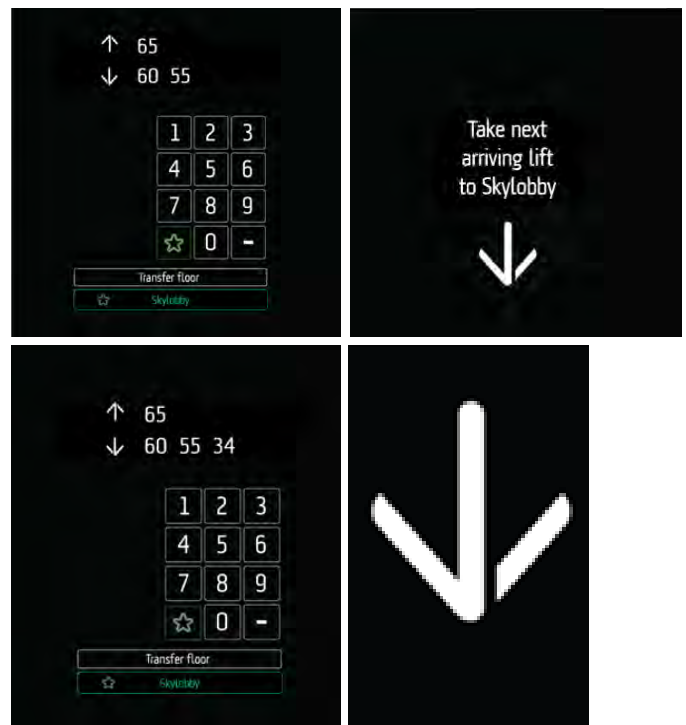 ↑ 65
↓ 60 55
1 2 3
4 5 6
7 8 9
☆ 0 -
Transfer floor
☆ Skylobby
Take next
arriving lift
to Skylobby
↑ 65
↓ 60 55 34
1 2 3
4 5 6
7 8 9
☆ 0 -
Transfer floor
☆ Skylobby